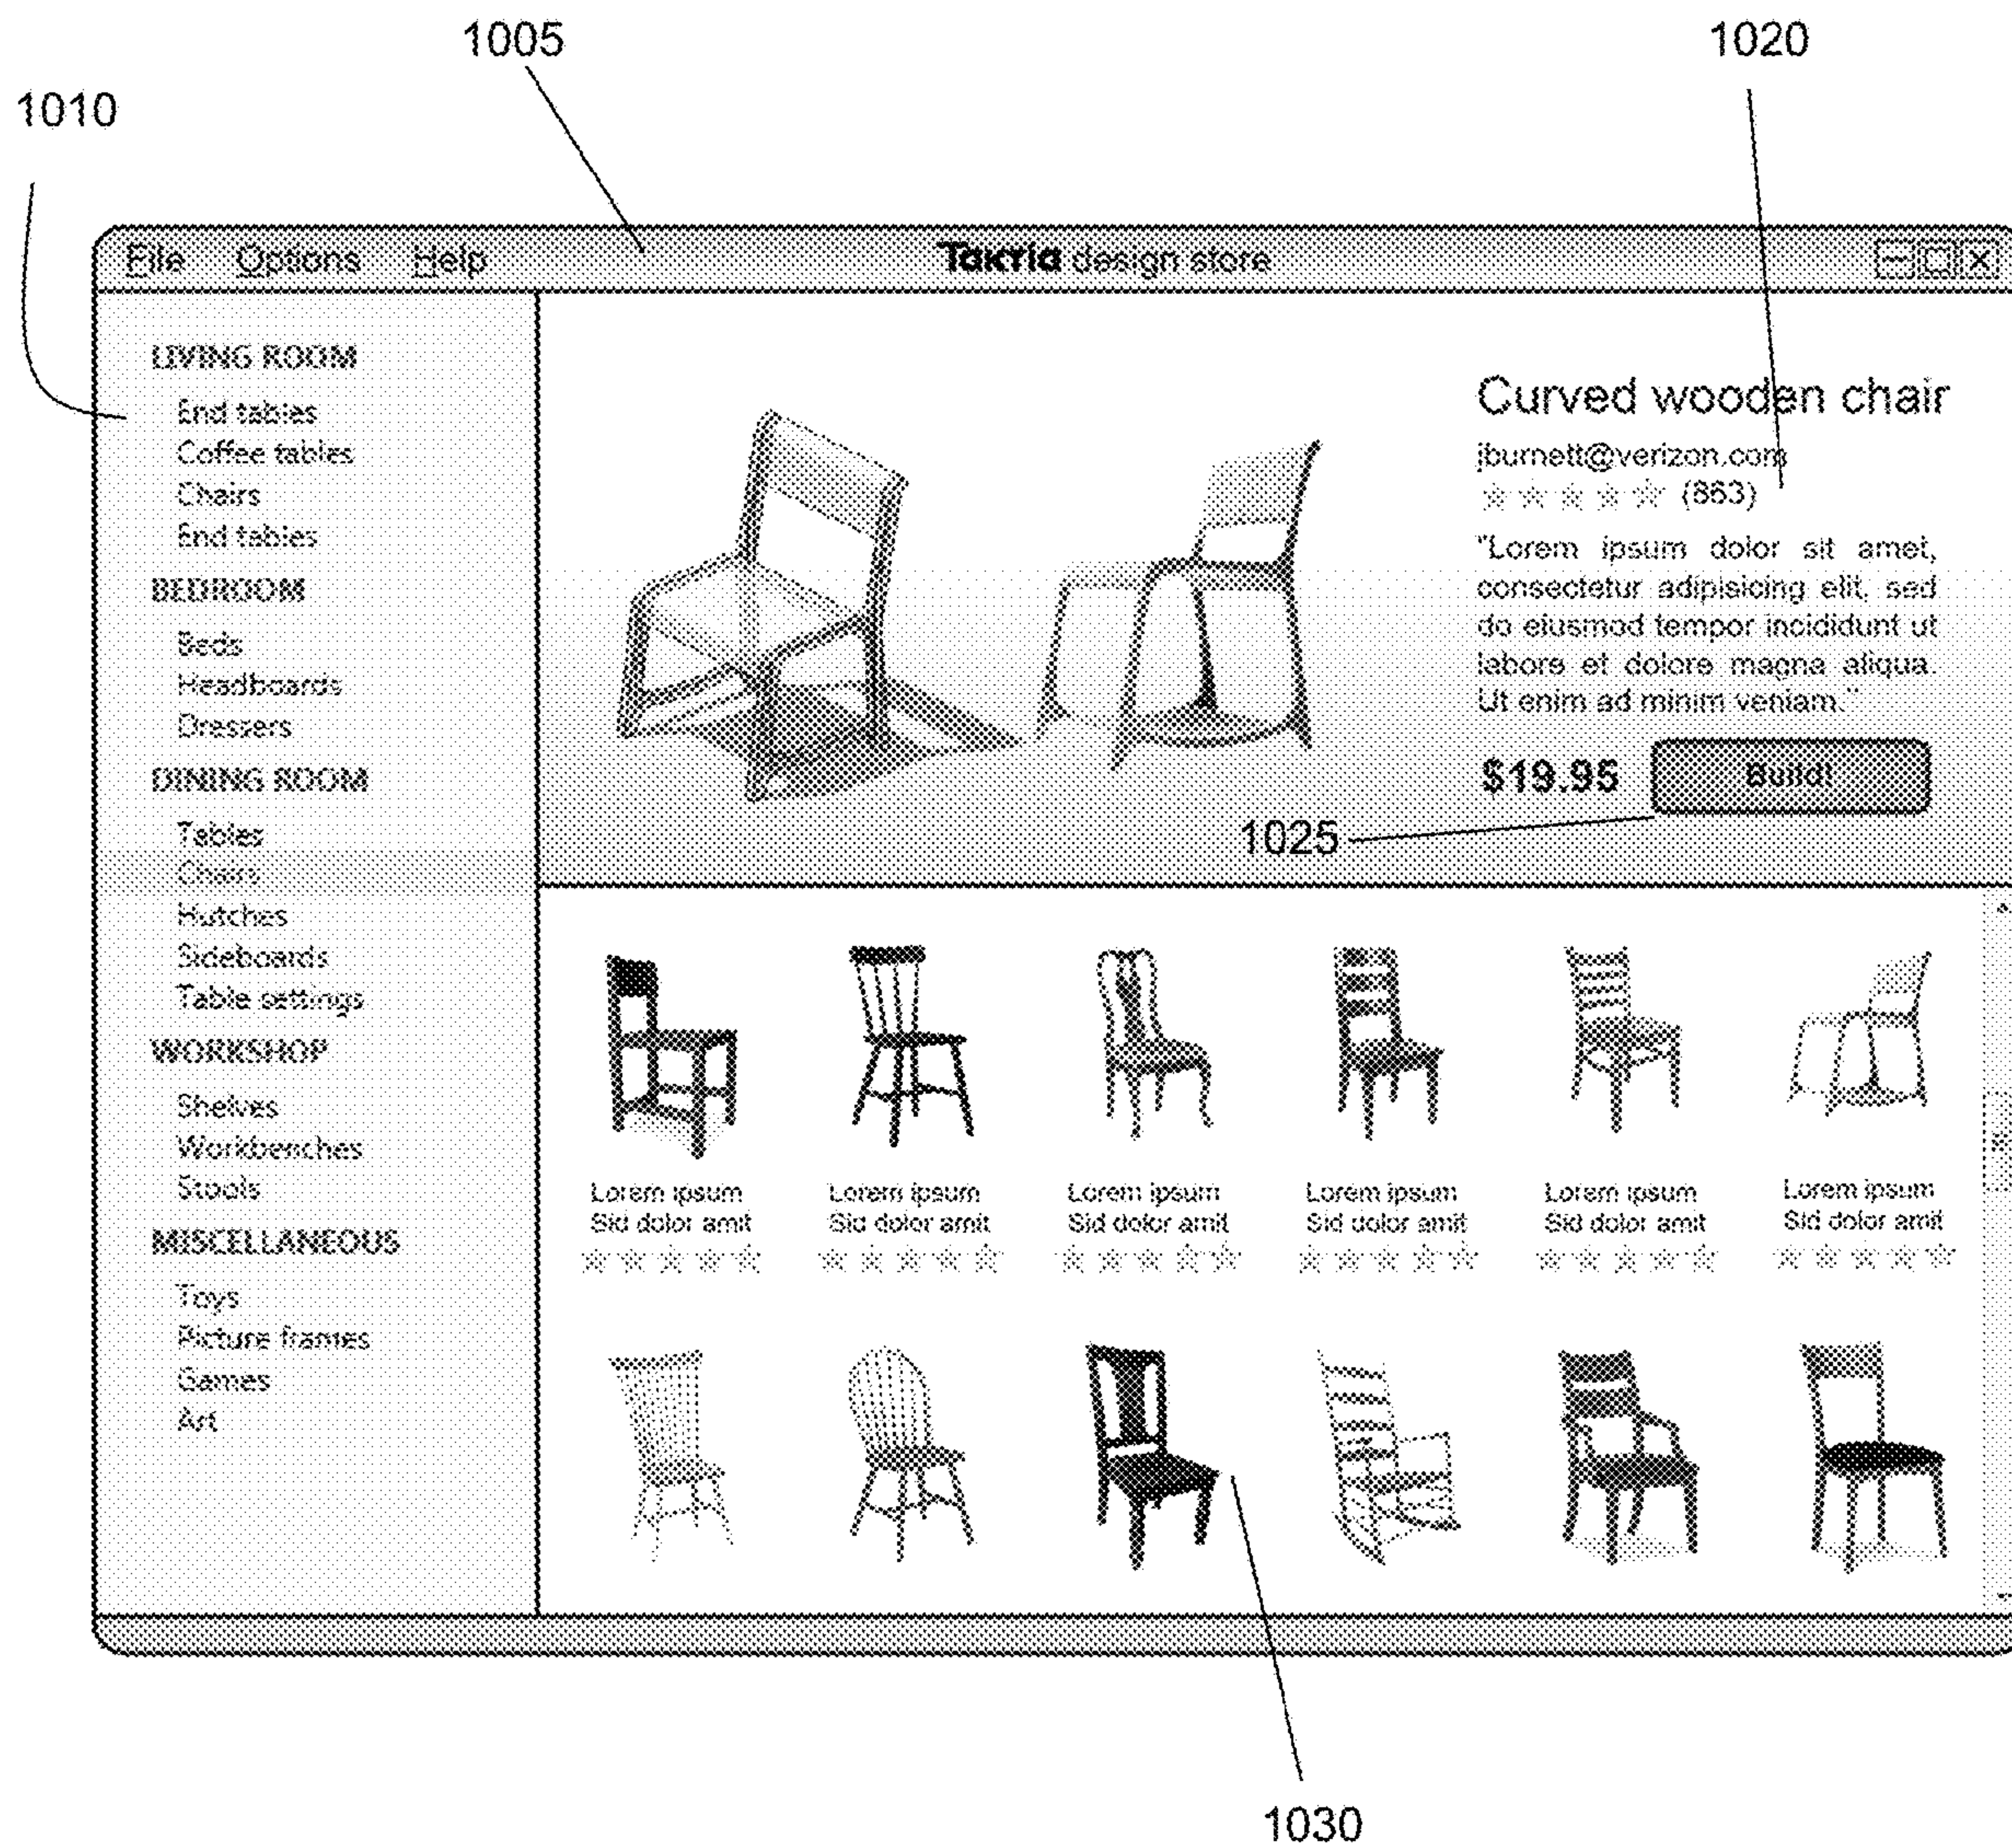 1005
1020
1010
File Options Help
Taktia design store
LIVING ROOM
End tables
Coffee tables
Chairs
End tables
BEDROOM
Beds
Headboards
Dressers
DINING ROOM
Tables
Chairs
Hutches
Sideboards
Table settings
WORKSHOP
Shelves
Workbenches
Stools
MISCELLANEOUS
Toys
Picture frames
Games
Art
Curved wooden chair
jburnett@verizon.com
(863)
"Lorem ipsum dolor sit amet,
consectetur adipisicing elit, sed
do eiusmod tempor incididunt ut
labore et dolore magna aliqua.
Ut enim ad minim veniam."
$19.95 Build!
1025
Lorem ipsum
Sid dolor amit
Lorem ipsum
Sid dolor amit
Lorem ipsum
Sid dolor amit
Lorem ipsum
Sid dolor amit
Lorem ipsum
Sid dolor amit
Lorem ipsum
Sid dolor amit
1030